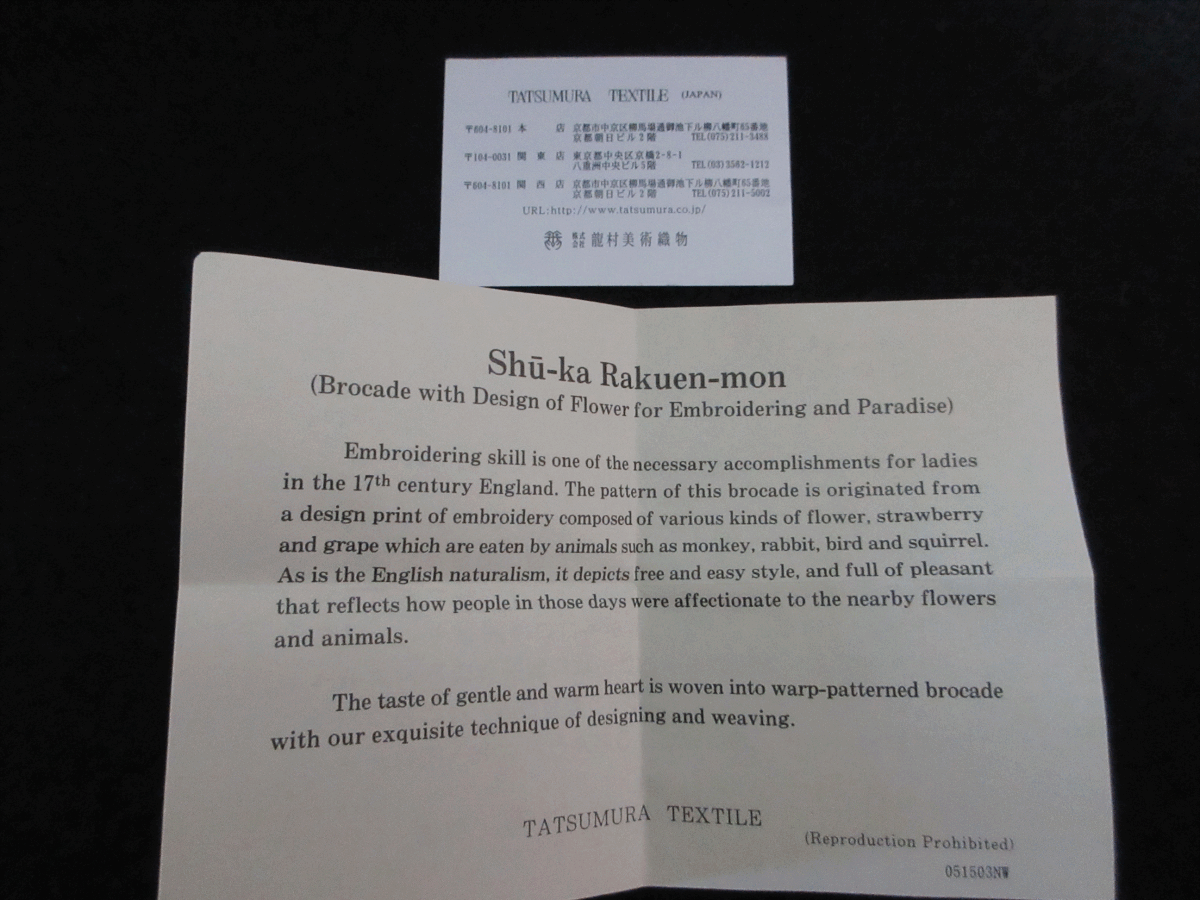 TATSUMURA TEXTILE (JAPAN)
〒604-8101 本 店 京都市中京区柳馬場通御池下ル柳八幡町65番地
京都朝日ビル2階 TEL(075)211-3488
〒104-0031 関東店 東京都中央区京橋2-8-1
八重洲中央ビル5階 TEL(03)3562-1212
〒604-8101 関西店 京都市中京区柳馬場通御池下ル柳八幡町65番地
京都朝日ビル2階 TEL(075)211-5002
URL:http://www.tatsumura.co.jp/
株式会社 龍村美術織物
Shū-ka Rakuen-mon
(Brocade with Design of Flower for Embroidering and Paradise)
Embroidering skill is one of the necessary accomplishments for ladies
in the 17th century England. The pattern of this brocade is originated from
a design print of embroidery composed of various kinds of flower, strawberry
and grape which are eaten by animals such as monkey, rabbit, bird and squirrel.
As is the English naturalism, it depicts free and easy style, and full of pleasant
that reflects how people in those days were affectionate to the nearby flowers
and animals.
The taste of gentle and warm heart is woven into warp-patterned brocade
with our exquisite technique of designing and weaving.
TATSUMURA TEXTILE
(Reproduction Prohibited)
051503NW